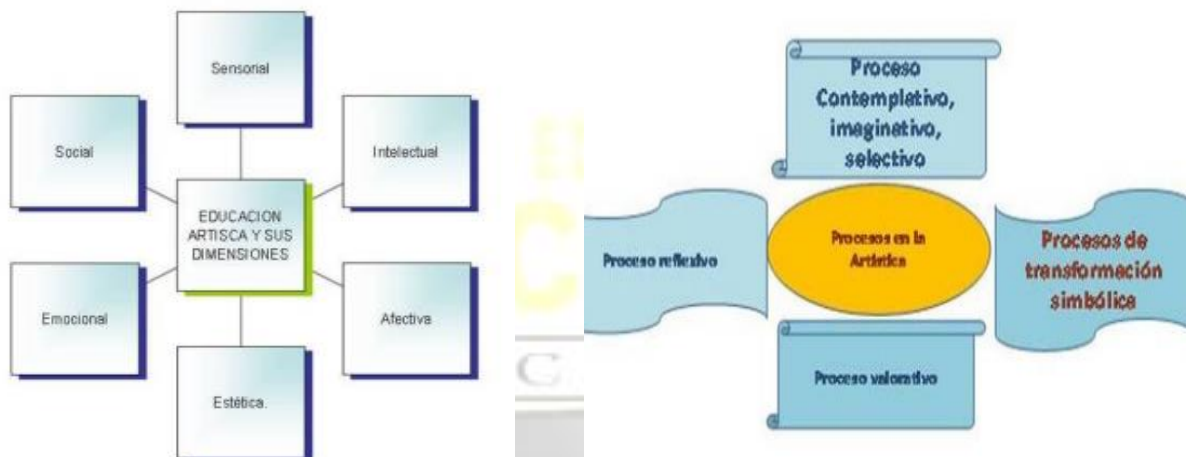 Sensorial
Social
Intelectual
EDUCACION
ARTISCA Y SUS
DIMENSIONES
Emocional
Afectiva
Estética.
Proceso
Contemplativo,
imaginativo,
selectivo
Proceso reflexivo
Procesos en la
Artística
Procesos de
transformación
simbólica
Proceso valorativo